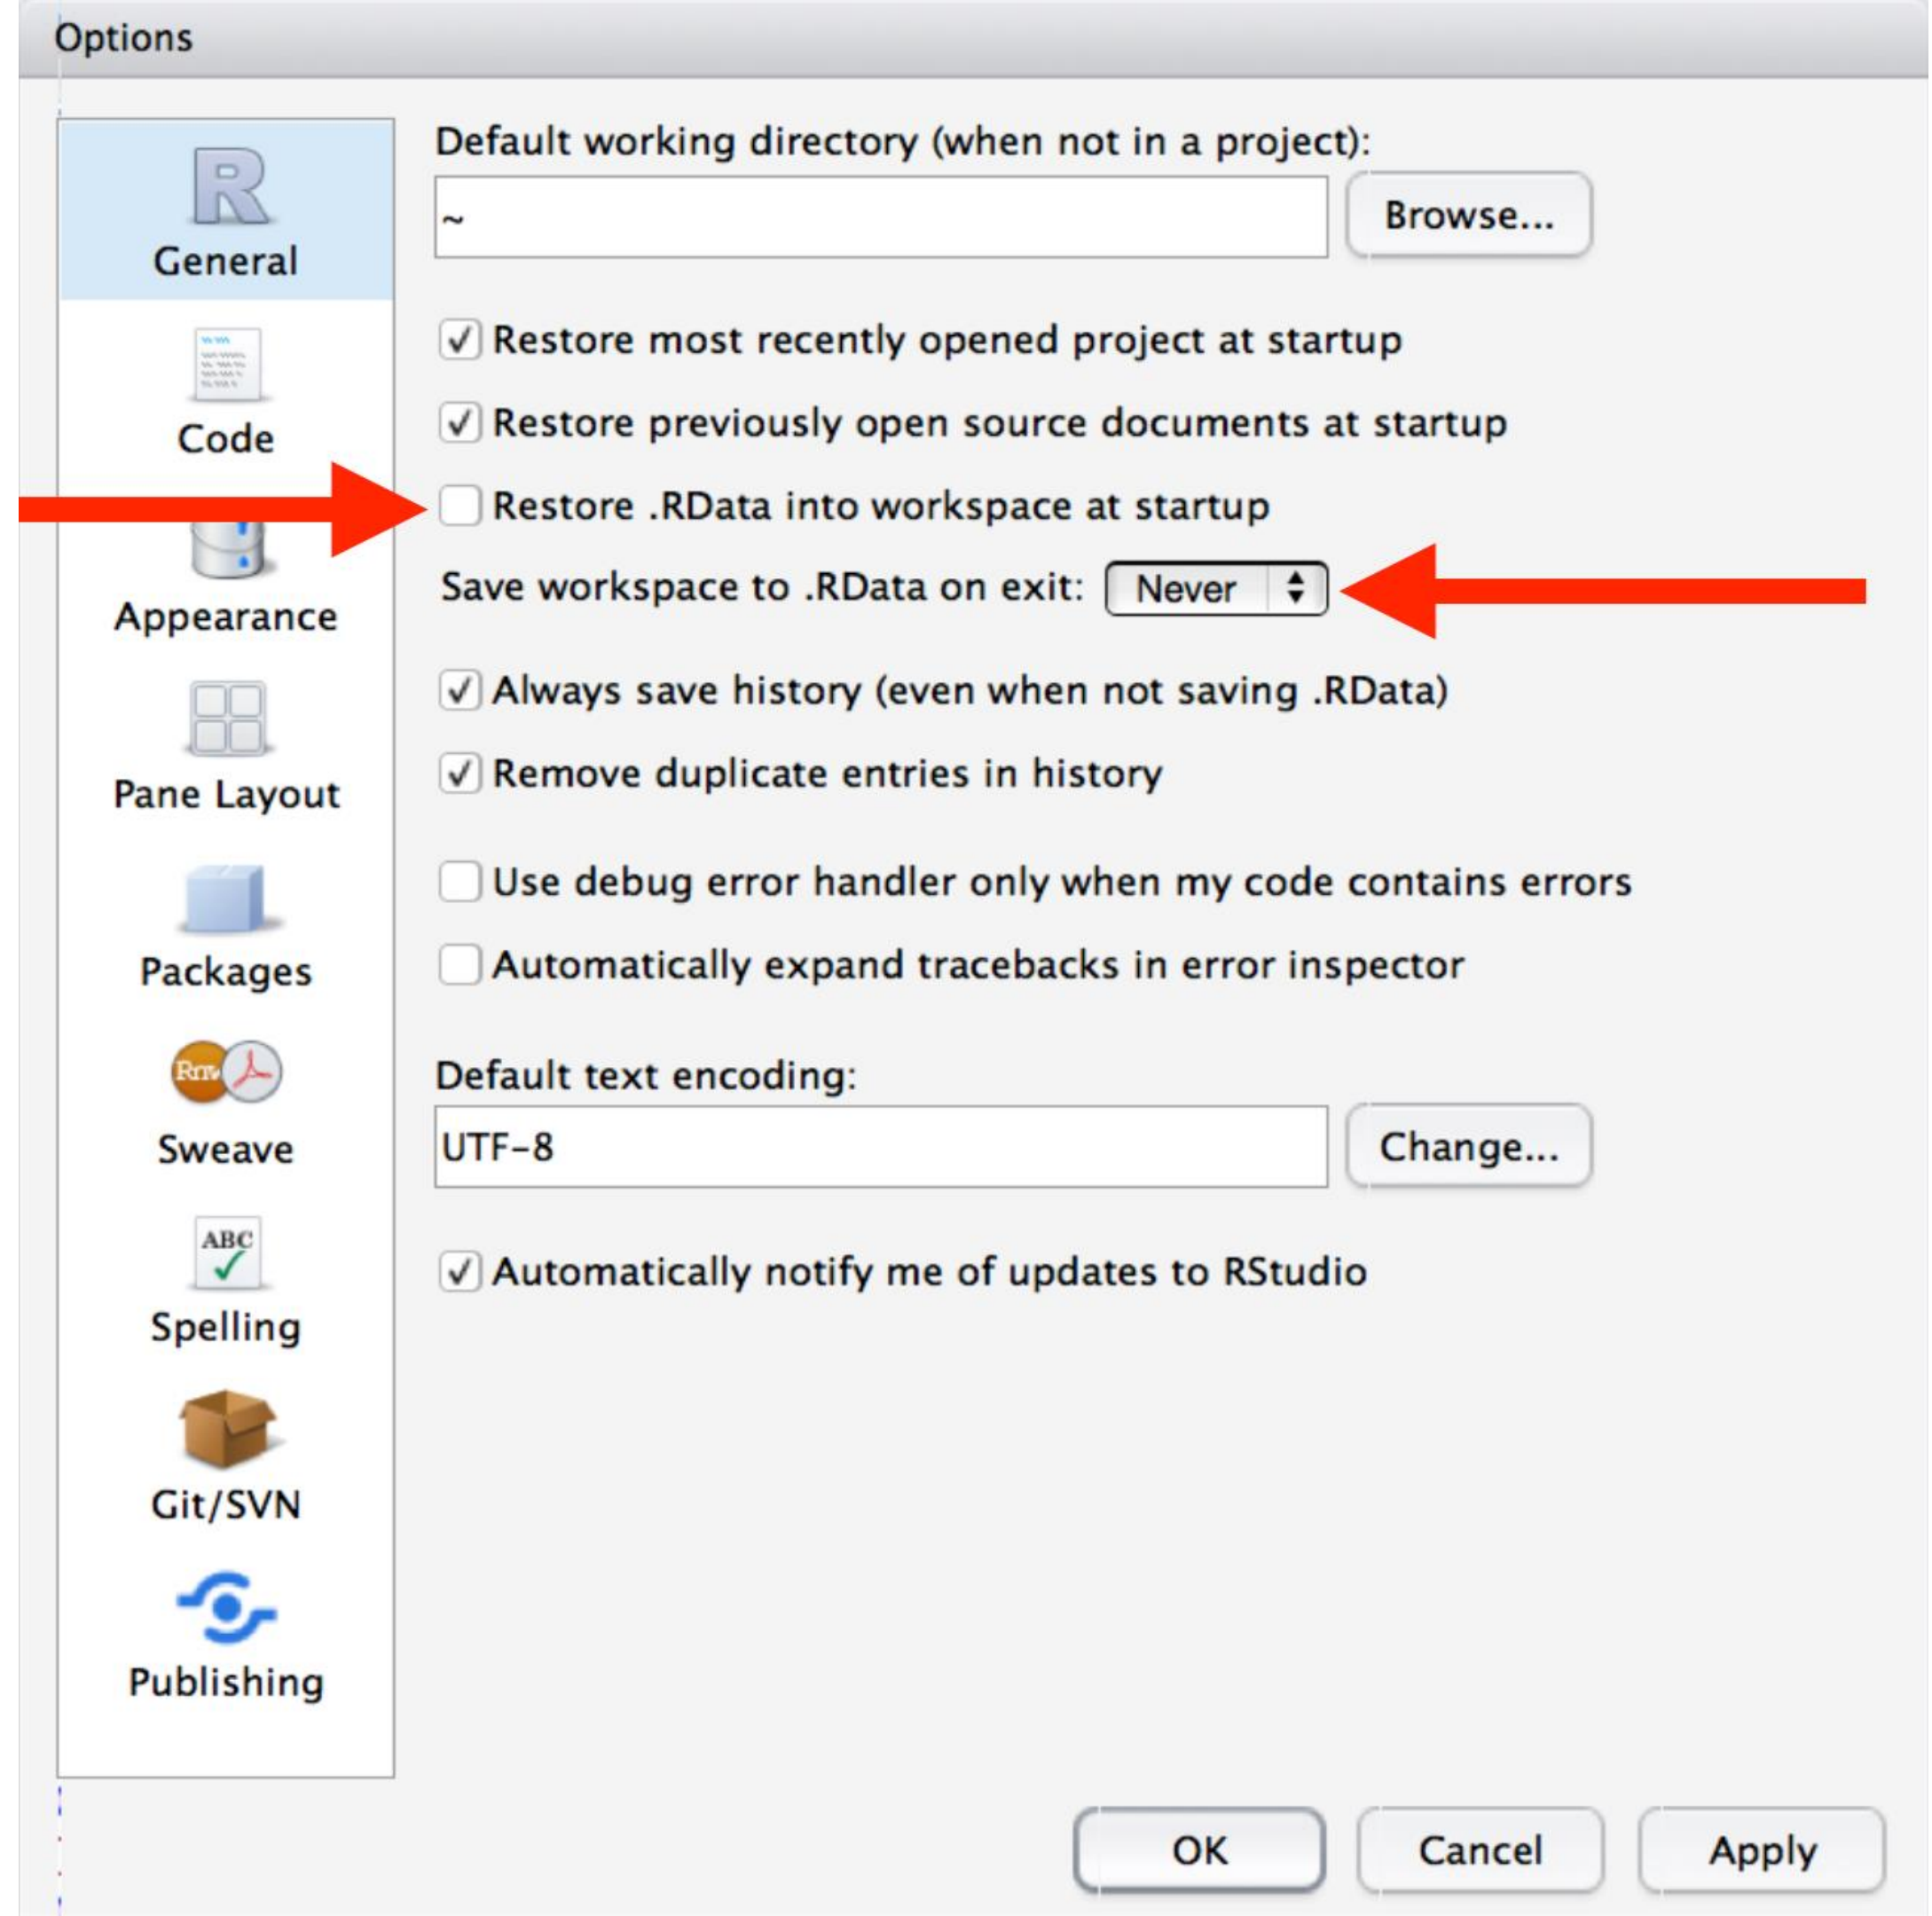 Options
General
Code
Appearance
Pane Layout
Packages
Rnw
Sweave
ABC
Spelling
Git/SVN
Publishing
Default working directory (when not in a project):
~
Browse...
Restore most recently opened project at startup
Restore previously open source documents at startup
Restore .RData into workspace at startup
Save workspace to .RData on exit: Never
Always save history (even when not saving .RData)
Remove duplicate entries in history
Use debug error handler only when my code contains errors
Automatically expand tracebacks in error inspector
Default text encoding:
UTF-8
Change...
Automatically notify me of updates to RStudio
OK
Cancel
Apply